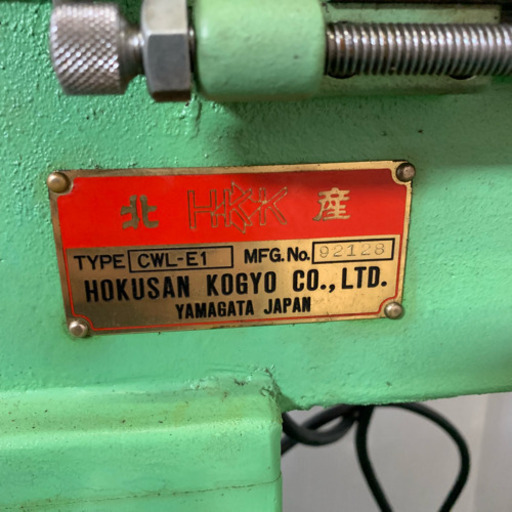 北 HKK 産
TYPE CWL-E1 MFG.No. 92128
HOKUSAN KOGYO CO., LTD.
YAMAGATA JAPAN